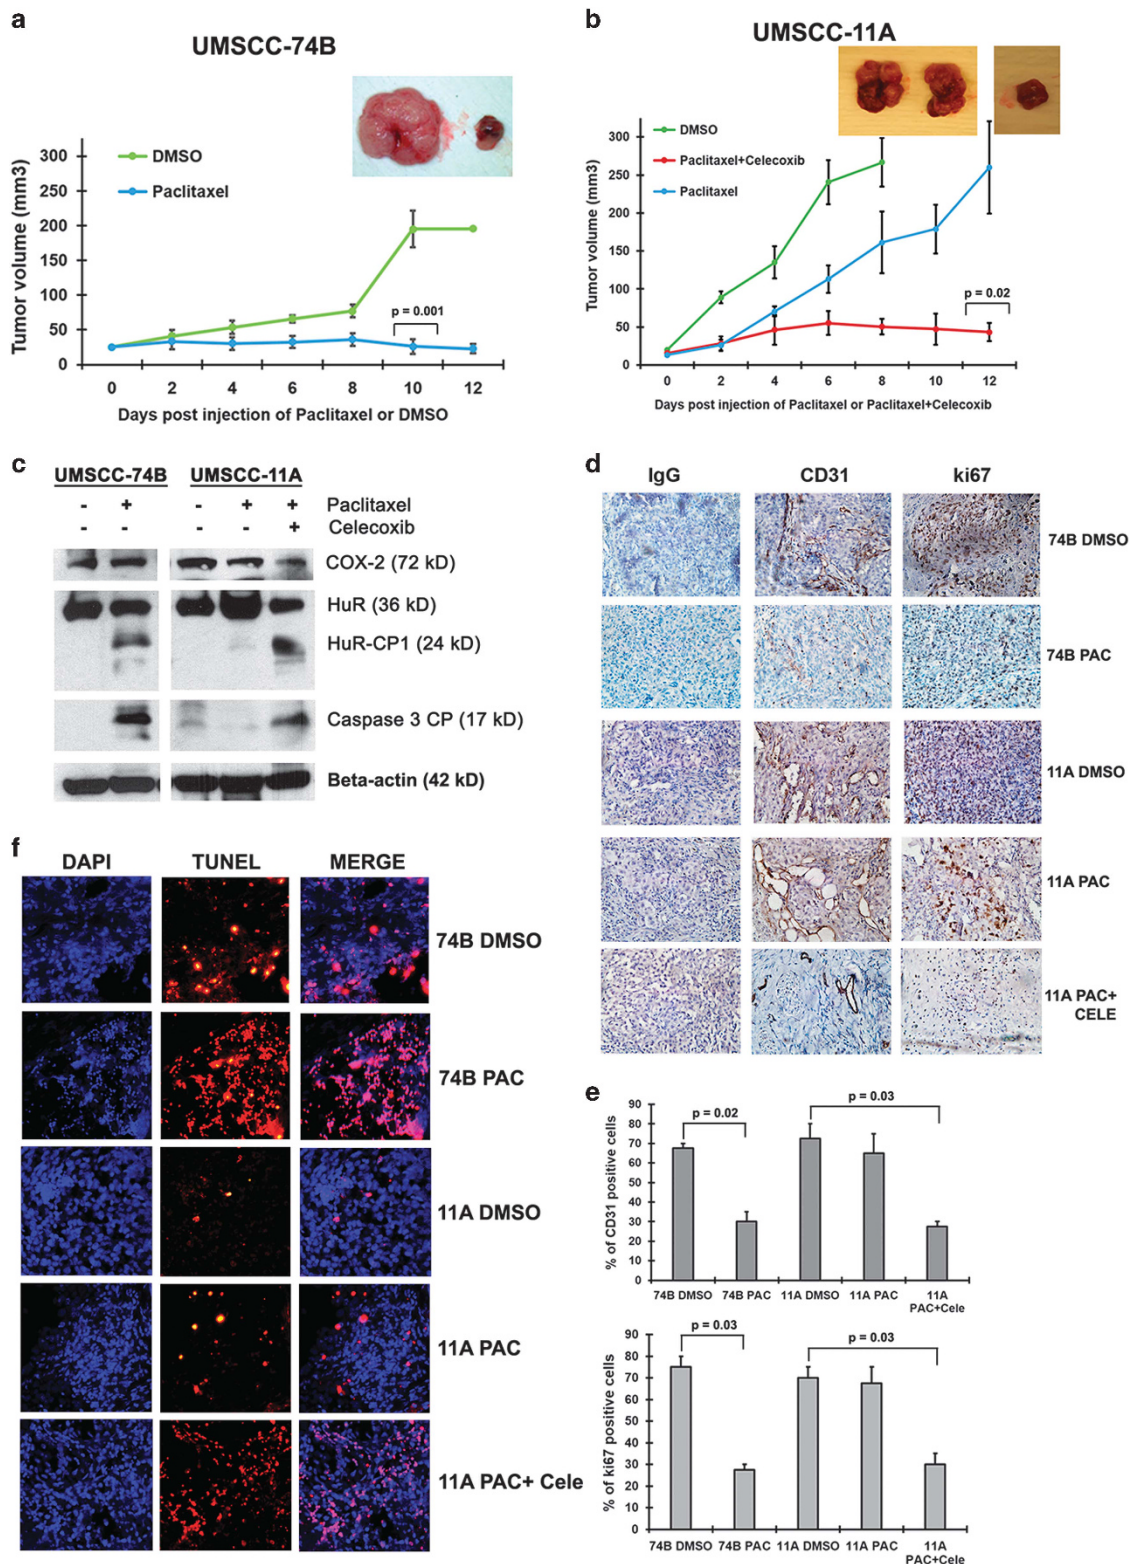 a
UMSCC-74B
DMSO
Paclitaxel
Tumor volume (mm3)
300
250
200
150
100
50
0
p = 0.001
0 2 4 6 8 10 12
Days post injection of Paclitaxel or DMSO
b
UMSCC-11A
DMSO
Paclitaxel+Celecoxib
Paclitaxel
Tumor volume (mm3)
300
250
200
150
100
50
0
p = 0.02
0 2 4 6 8 10 12
Days post injection of Paclitaxel or Paclitaxel+Celecoxib
c
UMSCC-74B UMSCC-11A
- + - + + Paclitaxel
- - - - + Celecoxib
COX-2 (72 kD)
HuR (36 kD)
HuR-CP1 (24 kD)
Caspase 3 CP (17 kD)
Beta-actin (42 kD)
d
IgG CD31 ki67
74B DMSO
74B PAC
11A DMSO
11A PAC
11A PAC+
CELE
e
% of CD31 positive cells
100
90
80
70
60
50
40
30
20
10
0
p = 0.02
p = 0.03
74B DMSO 74B PAC 11A DMSO 11A PAC 11A
PAC+Cele
% of ki67 positive cells
90
80
70
60
50
40
30
20
10
0
p = 0.03
p = 0.03
74B DMSO 74B PAC 11A DMSO 11A PAC 11A
PAC+Cele
f
DAPI TUNEL MERGE
74B DMSO
74B PAC
11A DMSO
11A PAC
11A PAC+ Cele